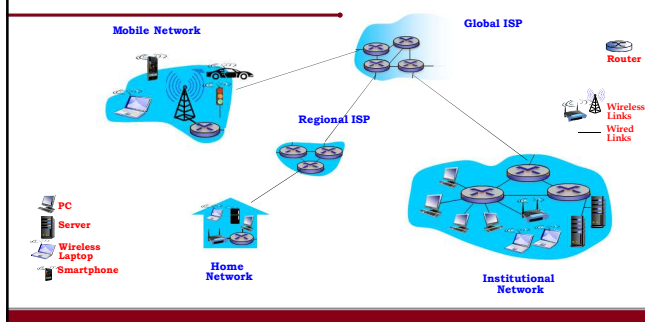 Mobile Network
Global ISP
Router
Regional ISP
Wireless
Links
Wired
Links
PC
Server
Wireless
Laptop
Smartphone
Home
Network
Institutional
Network